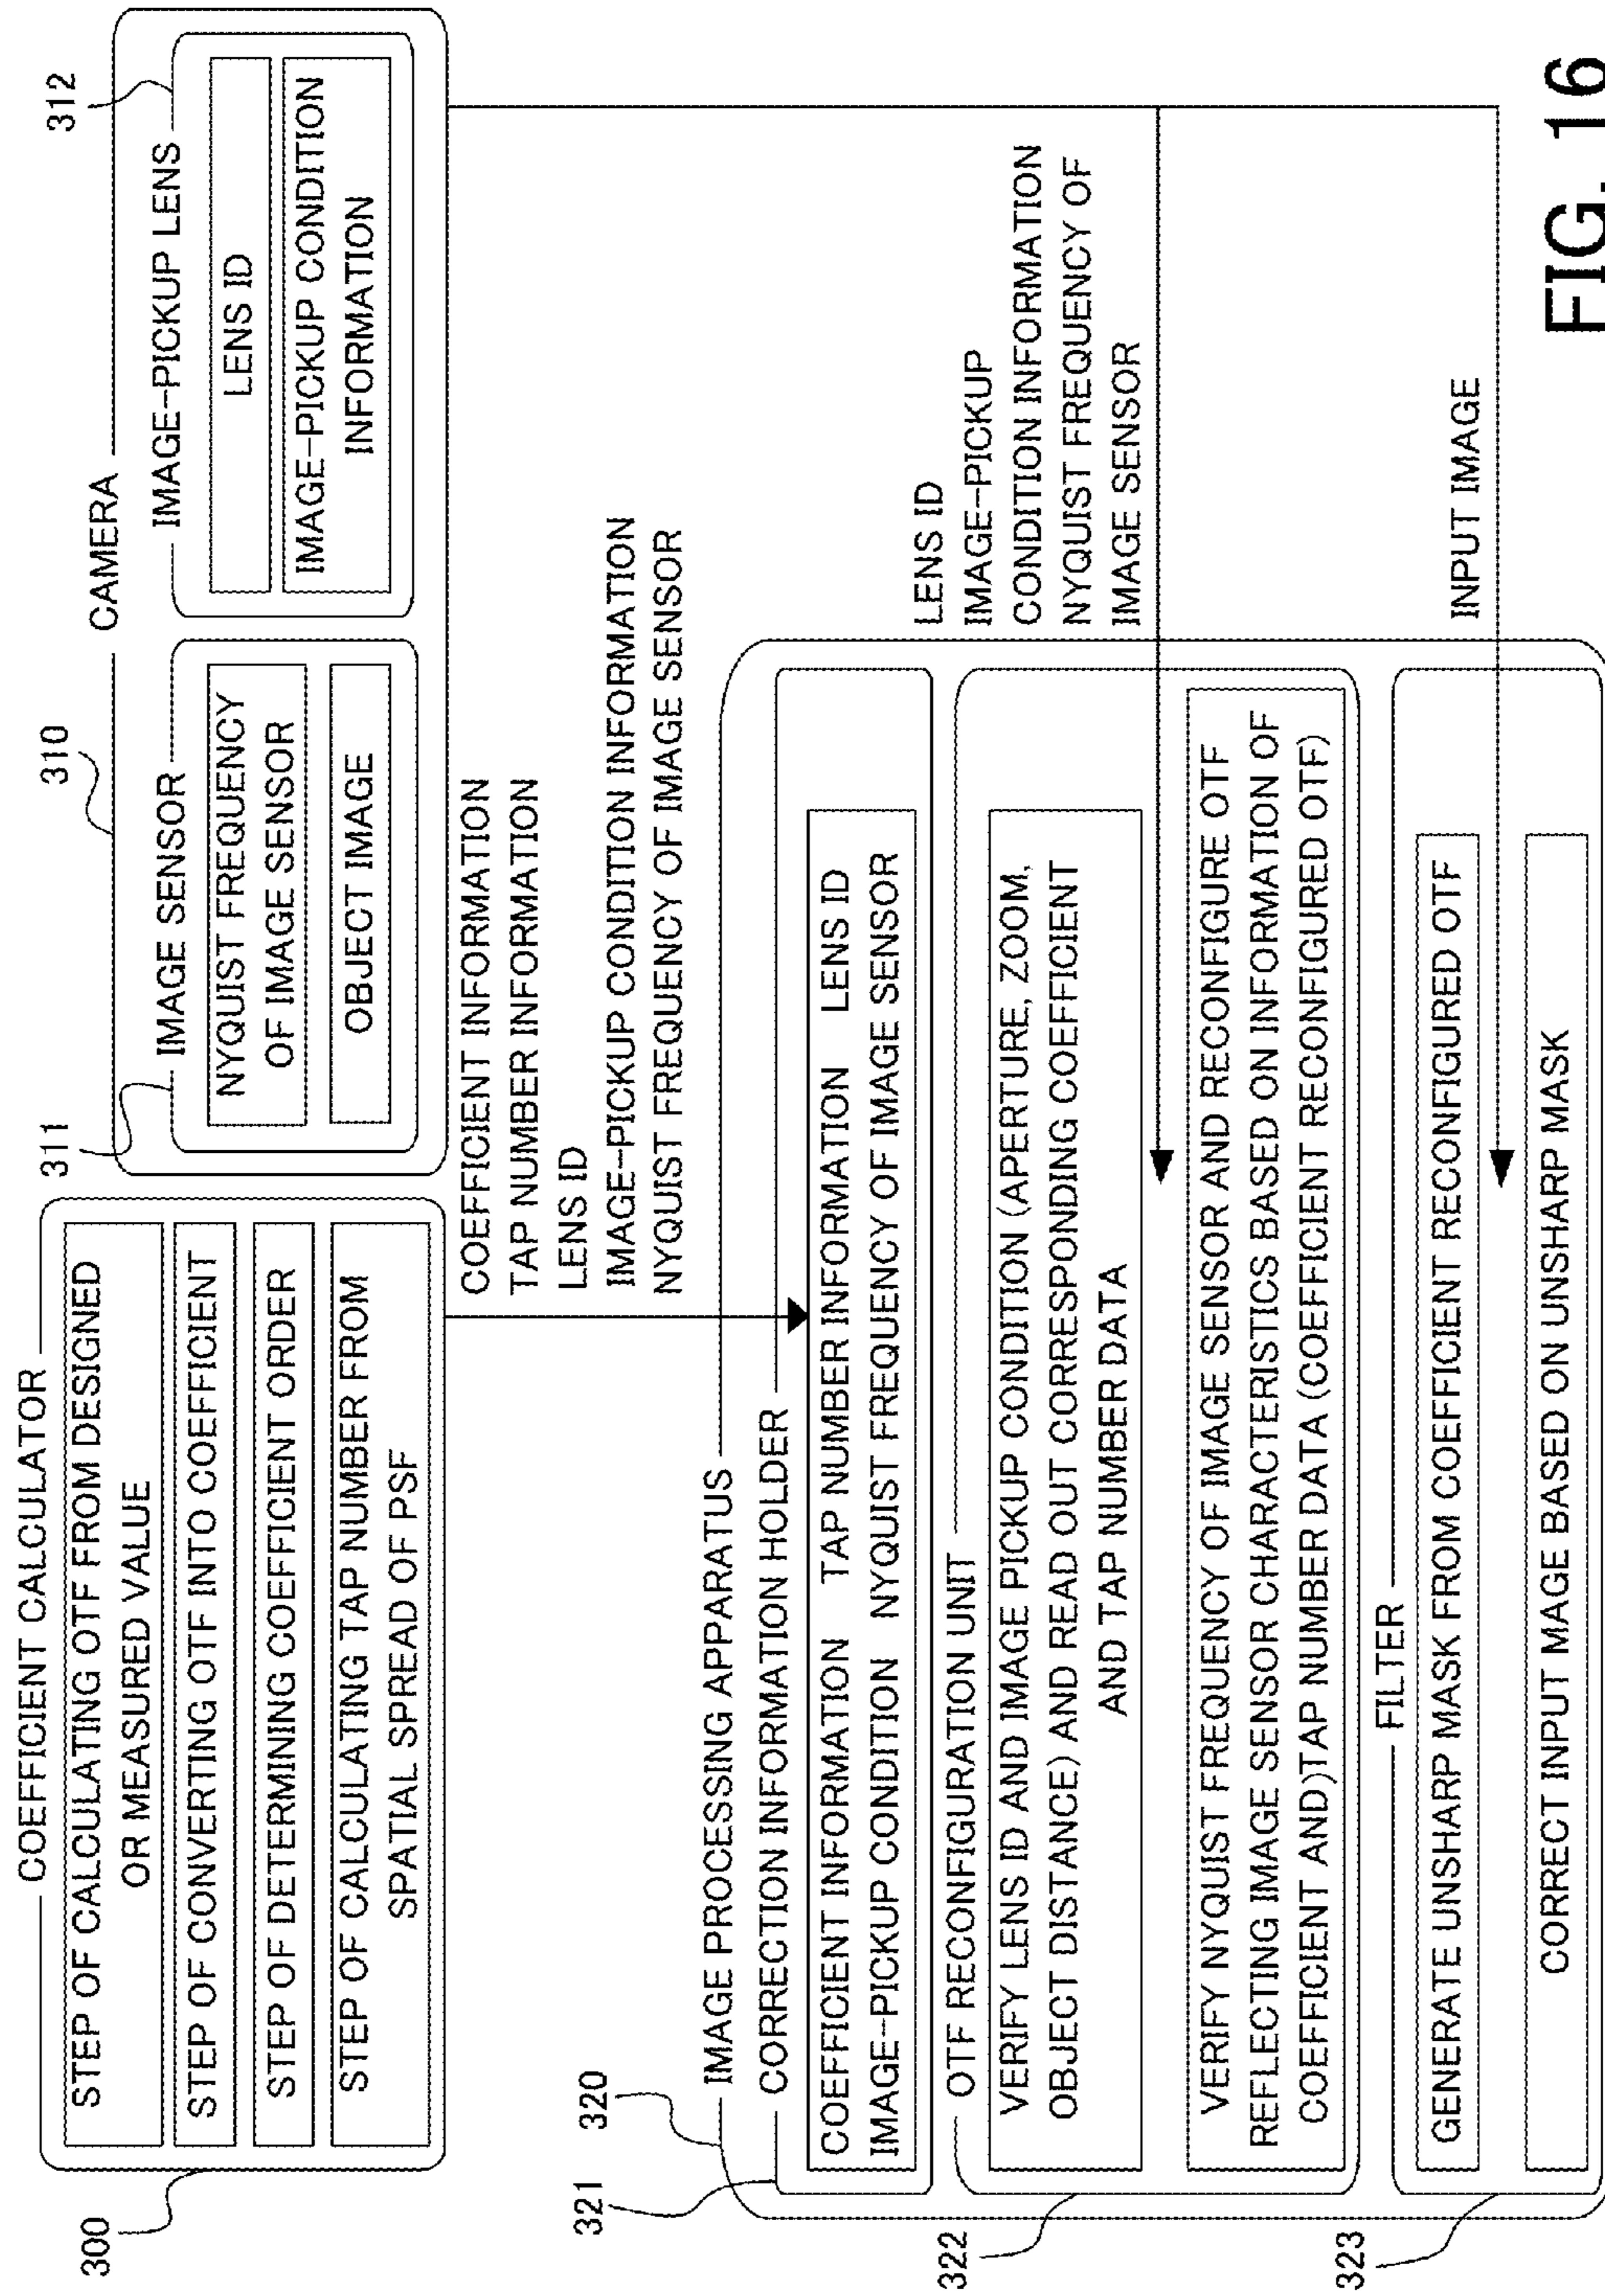 300
COEFFICIENT CALCULATOR
STEP OF CALCULATING OTF FROM DESIGNED
OR MEASURED VALUE
STEP OF CONVERTING OTF INTO COEFFICIENT
STEP OF DETERMINING COEFFICIENT ORDER
STEP OF CALCULATING TAP NUMBER FROM
SPATIAL SPREAD OF PSF
310
CAMERA
311
IMAGE SENSOR
NYQUIST FREQUENCY
OF IMAGE SENSOR
OBJECT IMAGE
312
IMAGE-PICKUP LENS
LENS ID
IMAGE-PICKUP CONDITION
INFORMATION
COEFFICIENT INFORMATION
TAP NUMBER INFORMATION
LENS ID
IMAGE-PICKUP CONDITION INFORMATION
NYQUIST FREQUENCY OF IMAGE SENSOR
320
IMAGE PROCESSING APPARATUS
321
CORRECTION INFORMATION HOLDER
COEFFICIENT INFORMATION TAP NUMBER INFORMATION LENS ID
IMAGE-PICKUP CONDITION NYQUIST FREQUENCY OF IMAGE SENSOR
322
OTF RECONFIGURATION UNIT
VERIFY LENS ID AND IMAGE PICKUP CONDITION (APERTURE, ZOOM,
OBJECT DISTANCE) AND READ OUT CORRESPONDING COEFFICIENT
AND TAP NUMBER DATA
LENS ID
IMAGE-PICKUP
CONDITION INFORMATION
NYQUIST FREQUENCY OF
IMAGE SENSOR
VERIFY NYQUIST FREQUENCY OF IMAGE SENSOR AND RECONFIGURE OTF
REFLECTING IMAGE SENSOR CHARACTERISTICS BASED ON INFORMATION OF
COEFFICIENT AND)TAP NUMBER DATA (COEFFICIENT RECONFIGURED OTF)
323
FILTER
GENERATE UNSHARP MASK FROM COEFFICIENT RECONFIGURED OTF
INPUT IMAGE
CORRECT INPUT MAGE BASED ON UNSHARP MASK
FIG. 16